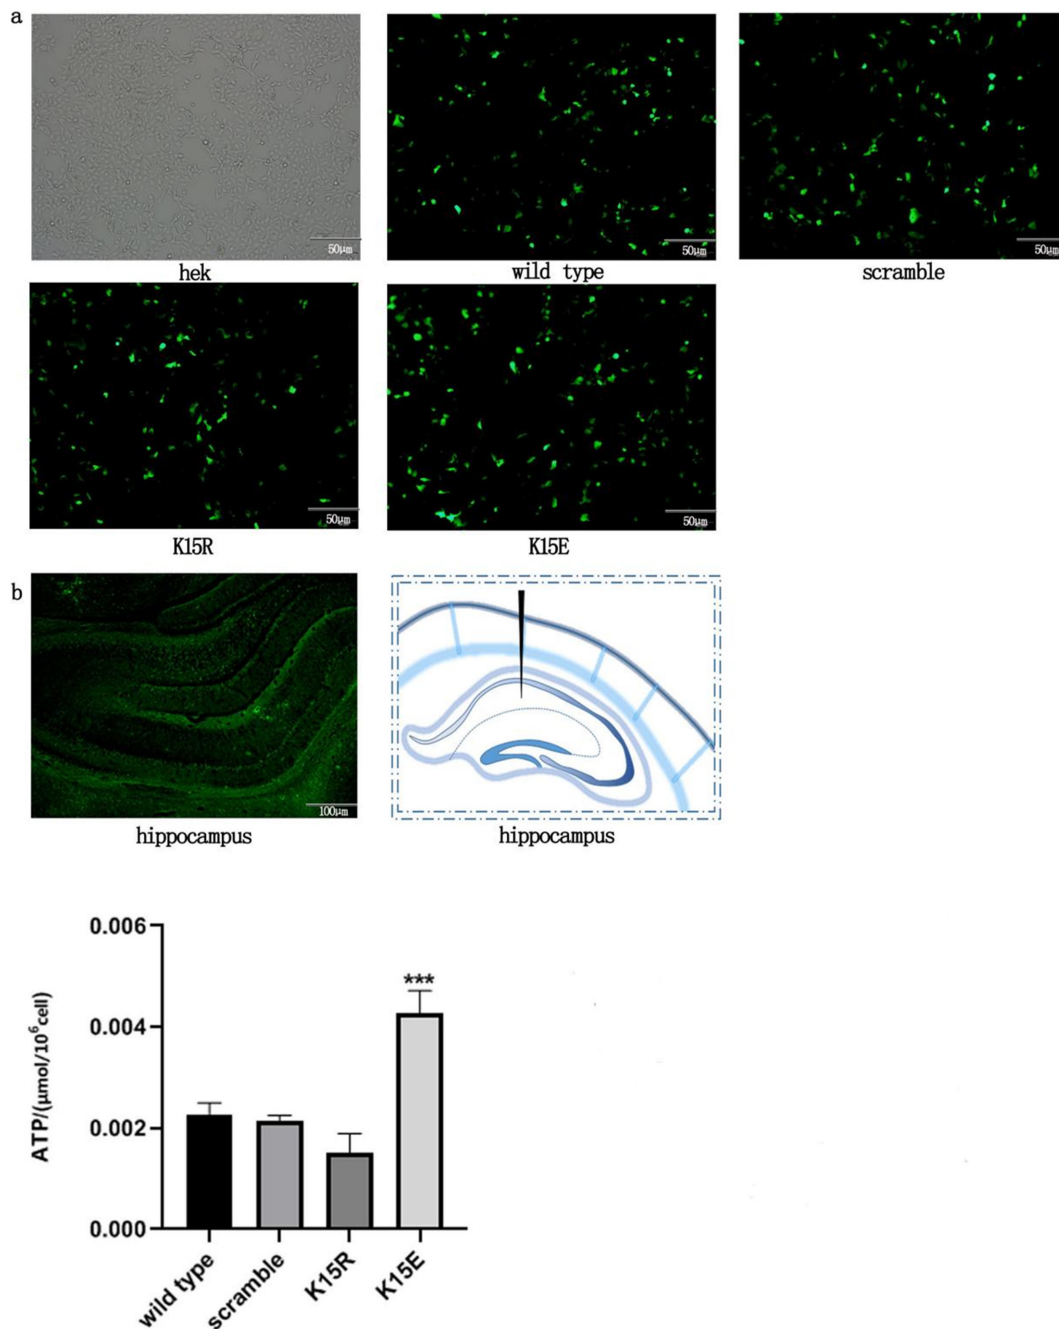 a
50μm
50μm
50μm
hek
wild type
scramble
50μm
50μm
K15R
K15E
b
100μm
hippocampus
hippocampus
0.006
0.004
0.002
0.000
ATP/(μmol/10⁶cell)
***
wild type
scramble
K15R
K15E